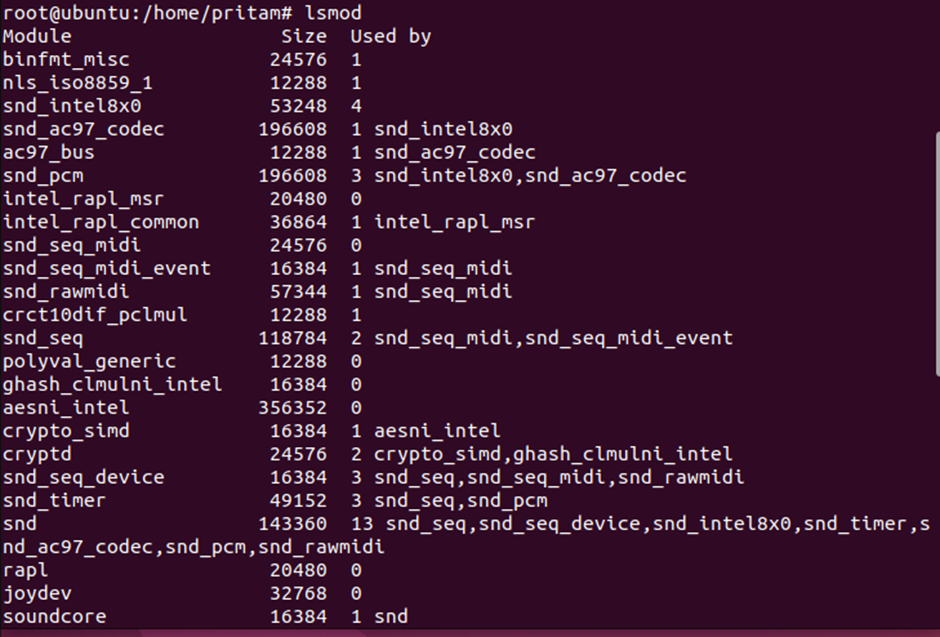 root@ubuntu:/home/pritam# lsmod
Module                  Size  Used by
binfmt_misc            24576  1
nls_iso8859_1          12288  1
snd_intel8x0           53248  4
snd_ac97_codec        196608  1 snd_intel8x0
ac97_bus               12288  1 snd_ac97_codec
snd_pcm               196608  3 snd_intel8x0,snd_ac97_codec
intel_rapl_msr         20480  0
intel_rapl_common      36864  1 intel_rapl_msr
snd_seq_midi           24576  0
snd_seq_midi_event     16384  1 snd_seq_midi
snd_rawmidi            57344  1 snd_seq_midi
crct10dif_pclmul       12288  1
snd_seq               118784  2 snd_seq_midi,snd_seq_midi_event
polyval_generic        12288  0
ghash_clmulni_intel    16384  0
aesni_intel           356352  0
crypto_simd            16384  1 aesni_intel
cryptd                 24576  2 crypto_simd,ghash_clmulni_intel
snd_seq_device         16384  3 snd_seq,snd_seq_midi,snd_rawmidi
snd_timer              49152  3 snd_seq,snd_pcm
snd                   143360  13 snd_seq,snd_seq_device,snd_intel8x0,snd_timer,s
nd_ac97_codec,snd_pcm,snd_rawmidi
rapl                   20480  0
joydev                 32768  0
soundcore              16384  1 snd